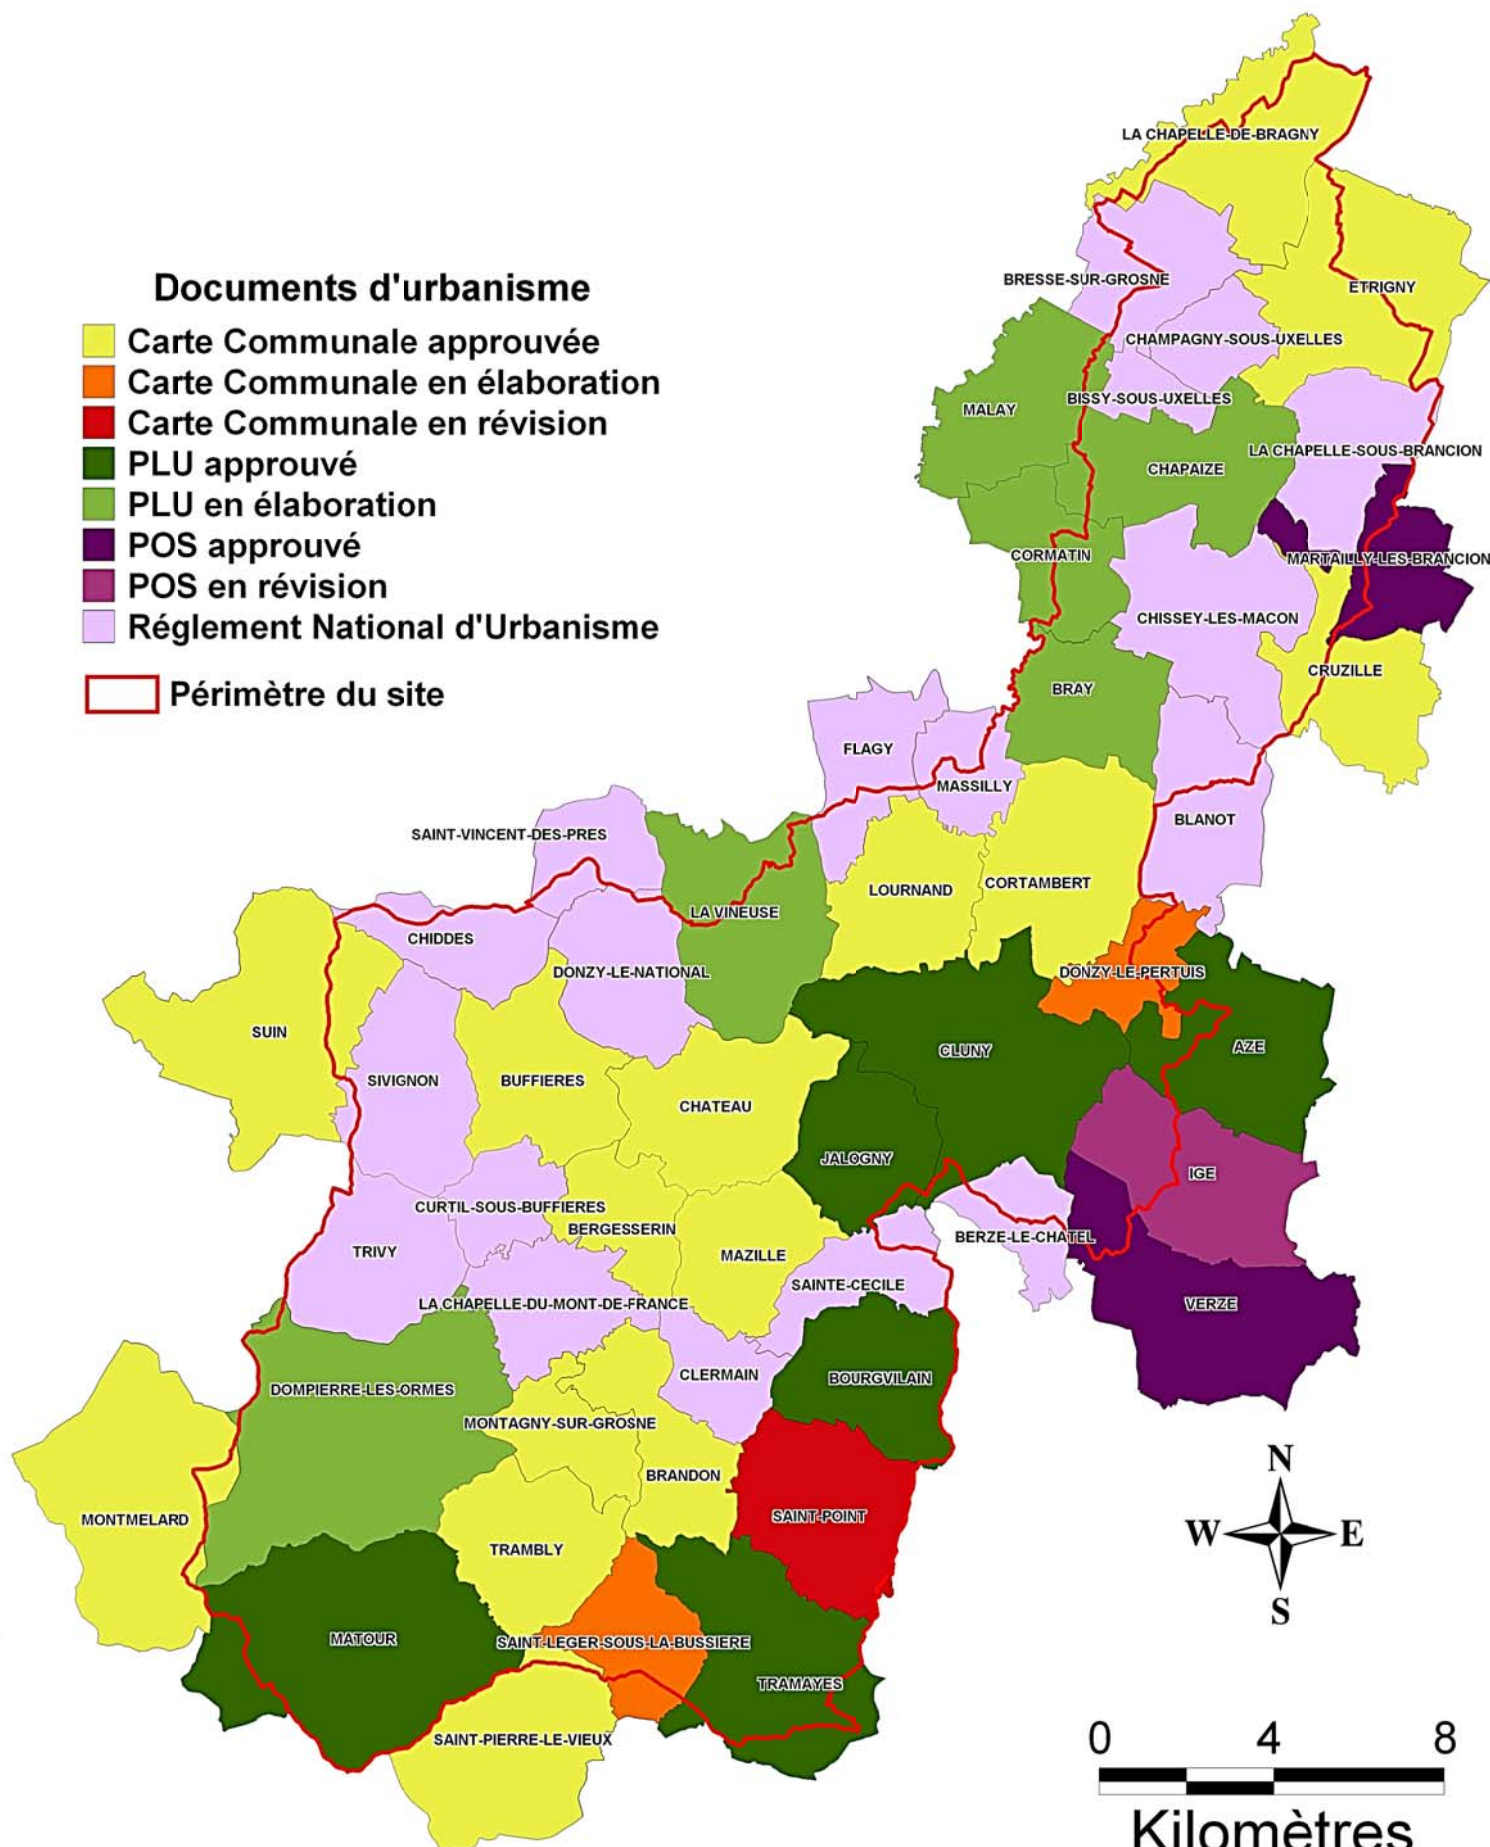 Documents d'urbanisme
Carte Communale approuvée
Carte Communale en élaboration
Carte Communale en révision
PLU approuvé
PLU en élaboration
POS approuvé
POS en révision
Réglement National d'Urbanisme
Périmètre du site
LA CHAPELLE-DE-BRAGNY
BRESSE-SUR-GROSNE
ETRIGNY
CHAMPAGNY-SOUS-UXELLES
BISSY-SOUS-UXELLES
MALAY
LA CHAPELLE-SOUS-BRANCION
CHAPAIZE
CORMATIN
MARTAILLY-LES-BRANCION
CHISSEY-LES-MACON
CRUZILLE
BRAY
FLAGY
MASSILLY
BLANOT
SAINT-VINCENT-DES-PRES
LOURNAND
CORTAMBERT
LA VINEUSE
CHIDDES
DONZY-LE-NATIONAL
DONZY-LE-PERTUIS
SUIN
CLUNY
AZE
SIVIGNON
BUFFIERES
CHATEAU
JALOGNY
IGE
CURTIL-SOUS-BUFFIERES
BERGESSERIN
BERZE-LE-CHATEL
TRIVY
MAZILLE
SAINTE-CECILE
LA CHAPELLE-DU-MONT-DE-FRANCE
VERZE
CLERMAIN
BOURGVILAIN
DOMPIERRE-LES-ORMES
MONTAGNY-SUR-GROSNE
BRANDON
MONTMELARD
SAINT-POINT
TRAMBLY
MATOUR
SAINT-LEGER-SOUS-LA-BUSSIERE
TRAMAYES
SAINT-PIERRE-LE-VIEUX
N
W E
S
0 4 8
Kilomètres